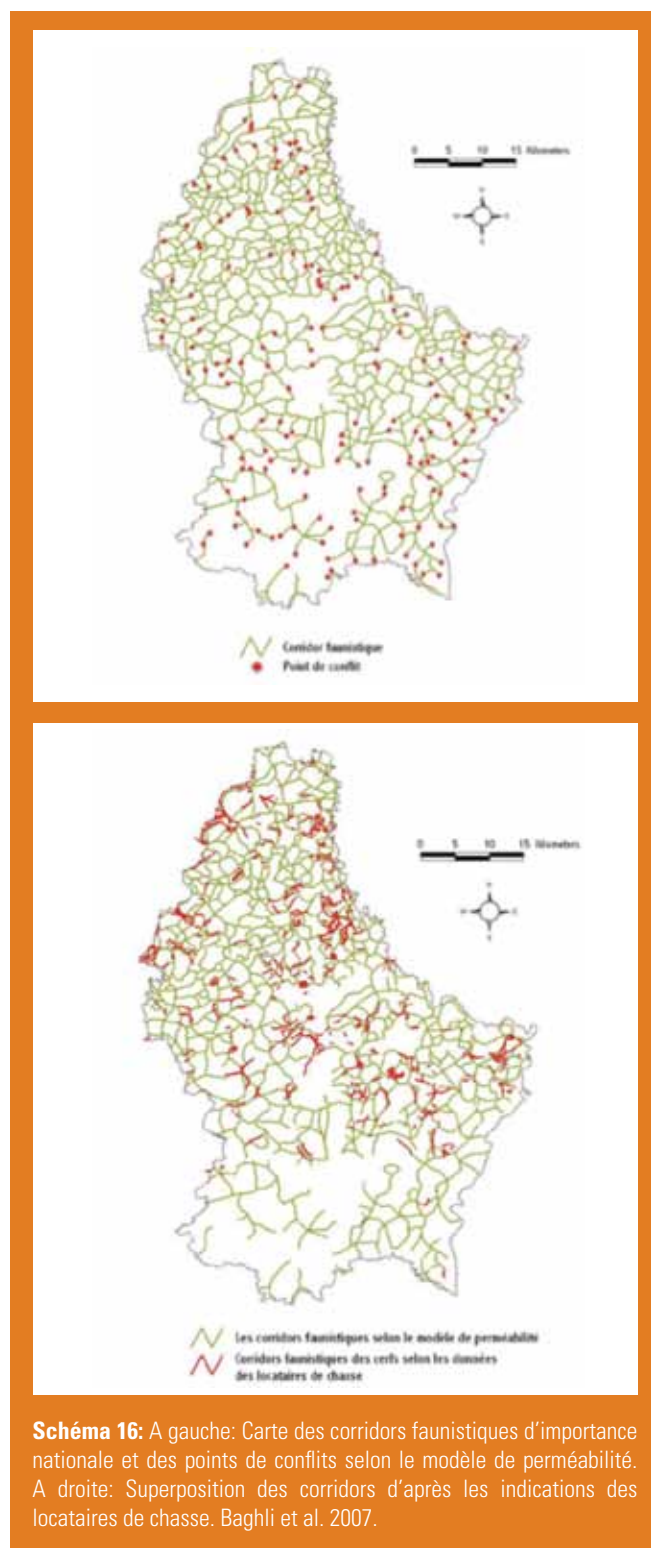 0 5 10 15 Kilometers
N
W E
S
Corridor faunistique
Point de conflit
0 5 10 15 Kilometers
N
W E
S
Les corridors faunistiques selon le modèle de perméabilité
Corridors faunistiques des cerfs selon les données
des locataires de chasse
Schéma 16: A gauche: Carte des corridors faunistiques d'importance
nationale et des points de conflits selon le modèle de perméabilité.
A droite: Superposition des corridors d'après les indications des
locataires de chasse. Baghli et al. 2007.